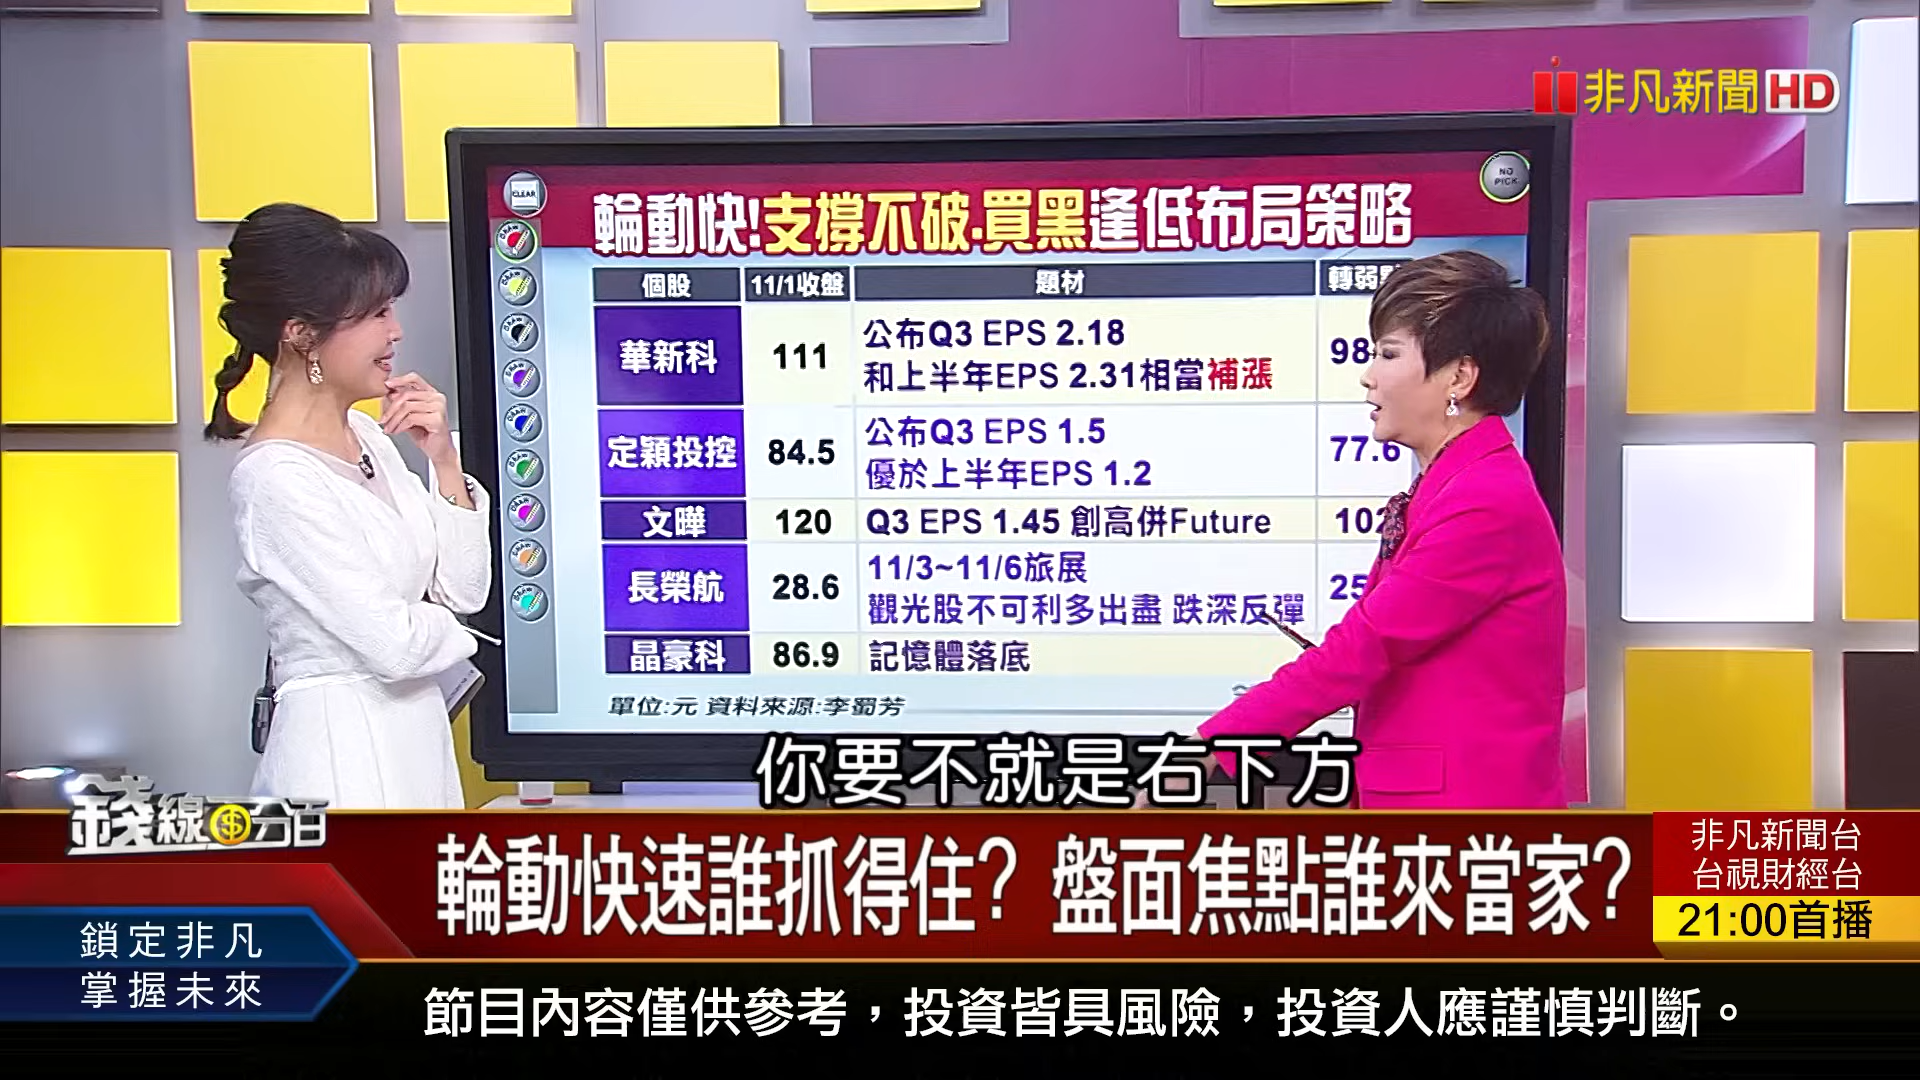 非凡新聞HD
CLEAR
NO PICK
輪動快!支撐不破.買黑逢低布局策略
個股 11/1收盤 題材 轉弱
華新科 111 公布Q3 EPS 2.18 98
和上半年EPS 2.31相當補漲
定穎投控 84.5 公布Q3 EPS 1.5 77.6
優於上半年EPS 1.2
文曄 120 Q3 EPS 1.45 創高併Future 102
長榮航 28.6 11/3~11/6旅展 25
觀光股不可利多出盡 跌深反彈
晶豪科 86.9 記憶體落底
單位:元 資料來源:李蜀芳
你要不就是右下方
錢線百分百
輪動快速誰抓得住? 盤面焦點誰來當家?
非凡新聞台
台視財經台
21:00首播
鎖定非凡
掌握未來
節目內容僅供參考，投資皆具風險，投資人應謹慎判斷。